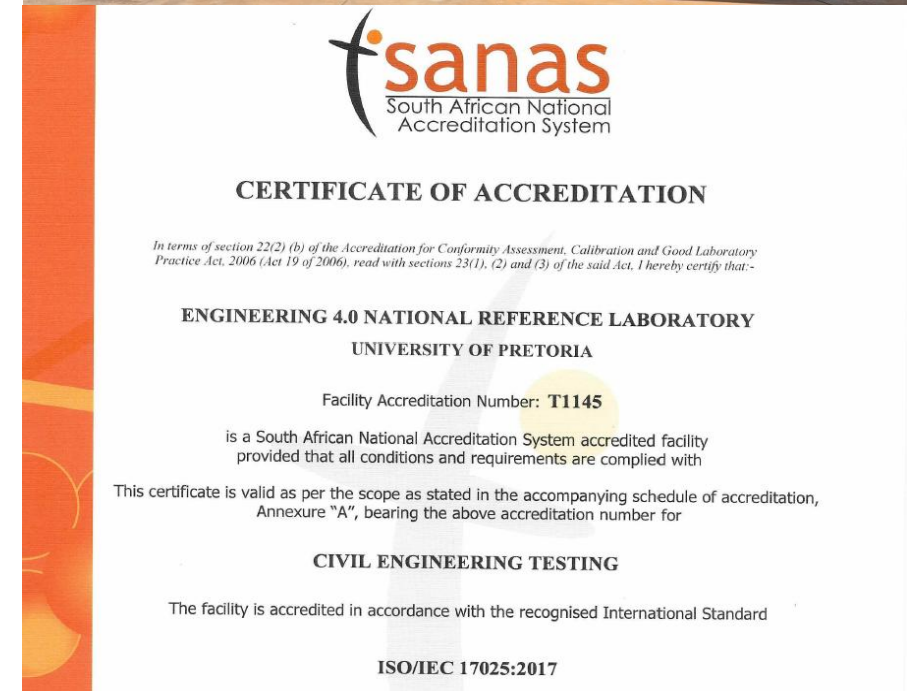 sanas
South African National
Accreditation System
CERTIFICATE OF ACCREDITATION
In terms of section 22(2) (b) of the Accreditation for Conformity Assessment, Calibration and Good Laboratory
Practice Act, 2006 (Act 19 of 2006), read with sections 23(1), (2) and (3) of the said Act, I hereby certify that:-
ENGINEERING 4.0 NATIONAL REFERENCE LABORATORY
UNIVERSITY OF PRETORIA
Facility Accreditation Number: T1145
is a South African National Accreditation System accredited facility
provided that all conditions and requirements are complied with
This certificate is valid as per the scope as stated in the accompanying schedule of accreditation,
Annexure "A", bearing the above accreditation number for
CIVIL ENGINEERING TESTING
The facility is accredited in accordance with the recognised International Standard
ISO/IEC 17025:2017